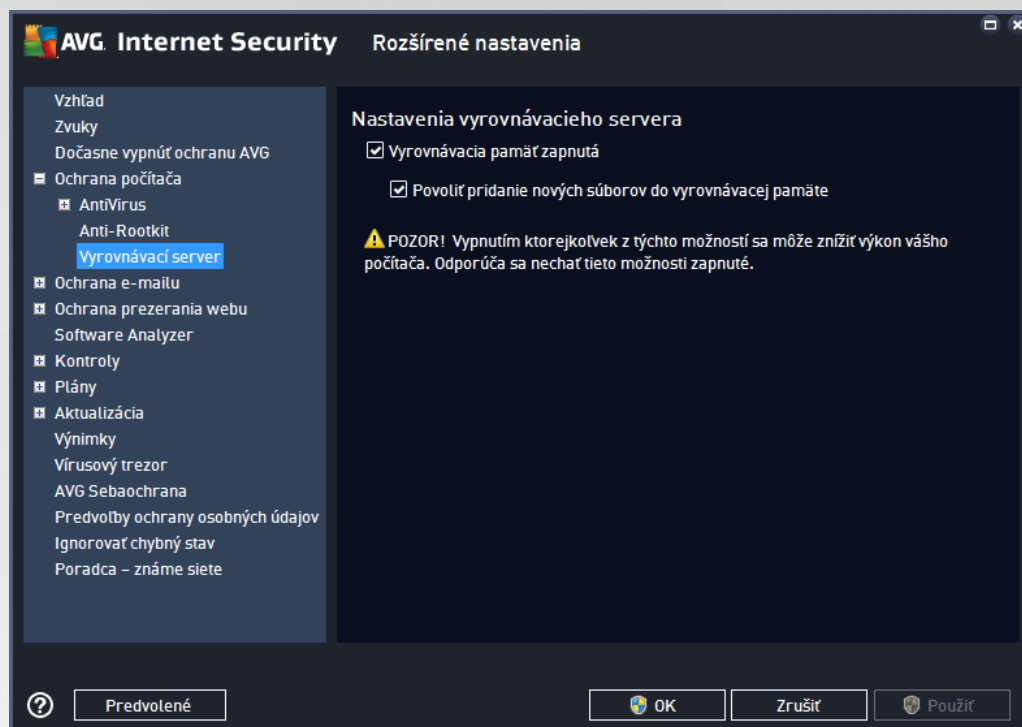 AVG. Internet Security
Rozšírené nastavenia
Vzhľad
Zvuky
Dočasne vypnúť ochranu AVG
Ochrana počítača
AntiVirus
Anti-Rootkit
Vyrovnávací server
Ochrana e-mailu
Ochrana prezerania webu
Software Analyzer
Kontroly
Plány
Aktualizácia
Výnimky
Vírusový trezor
AVG Sebaochrana
Predvoľby ochrany osobných údajov
Ignorovať chybný stav
Poradca – známe siete
Nastavenia vyrovnávacieho servera
Vyrovnávacia pamäť zapnutá
Povoliť pridanie nových súborov do vyrovnávacej pamäte
POZOR! Vypnutím ktorejkoľvek z týchto možností sa môže znížiť výkon vášho
počítača. Odporúča sa nechať tieto možnosti zapnuté.
Predvolené
OK
Zrušiť
Použiť